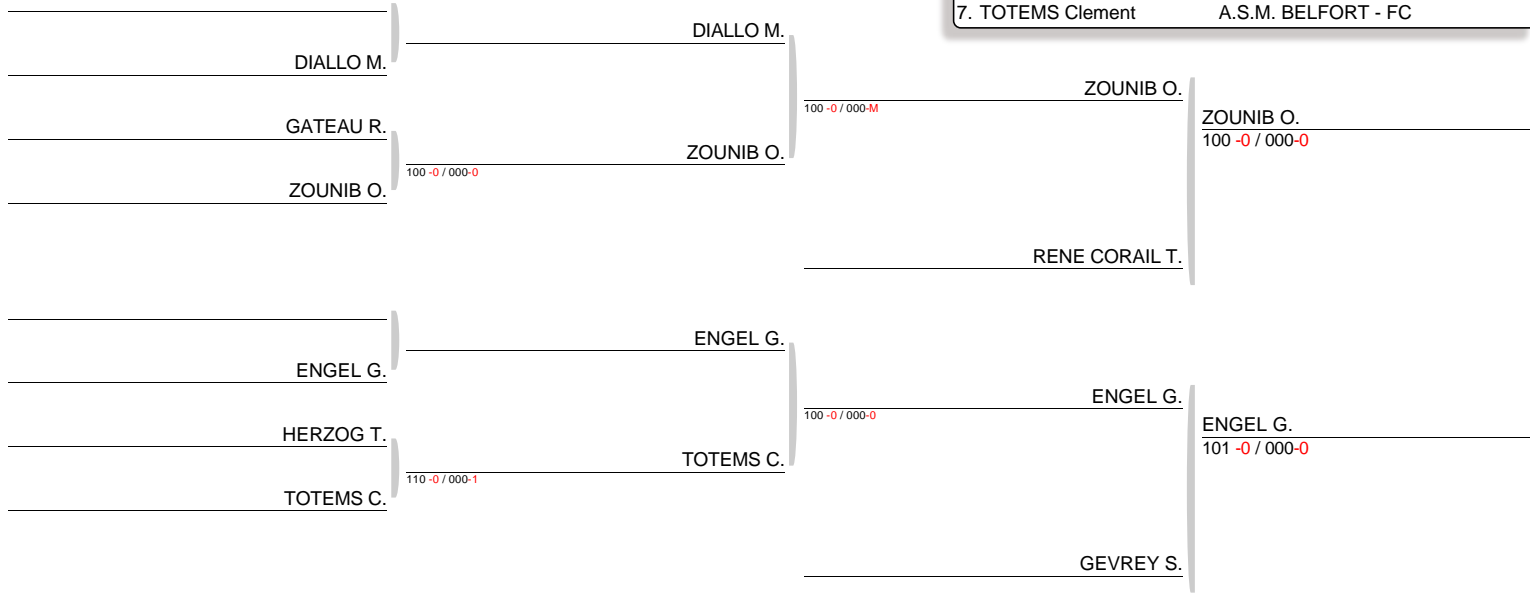 7. TOTEMS Clement A.S.M. BELFORT - FC
DIALLO M.
DIALLO M.
ZOUNIB O.
100 -0 / 000-M
ZOUNIB O.
100 -0 / 000-0
GATEAU R.
ZOUNIB O.
100 -0 / 000-0
ZOUNIB O.
RENE CORAIL T.
ENGEL G.
ENGEL G.
ENGEL G.
100 -0 / 000-0
ENGEL G.
101 -0 / 000-0
HERZOG T.
TOTEMS C.
110 -0 / 000-1
TOTEMS C.
GEVREY S.